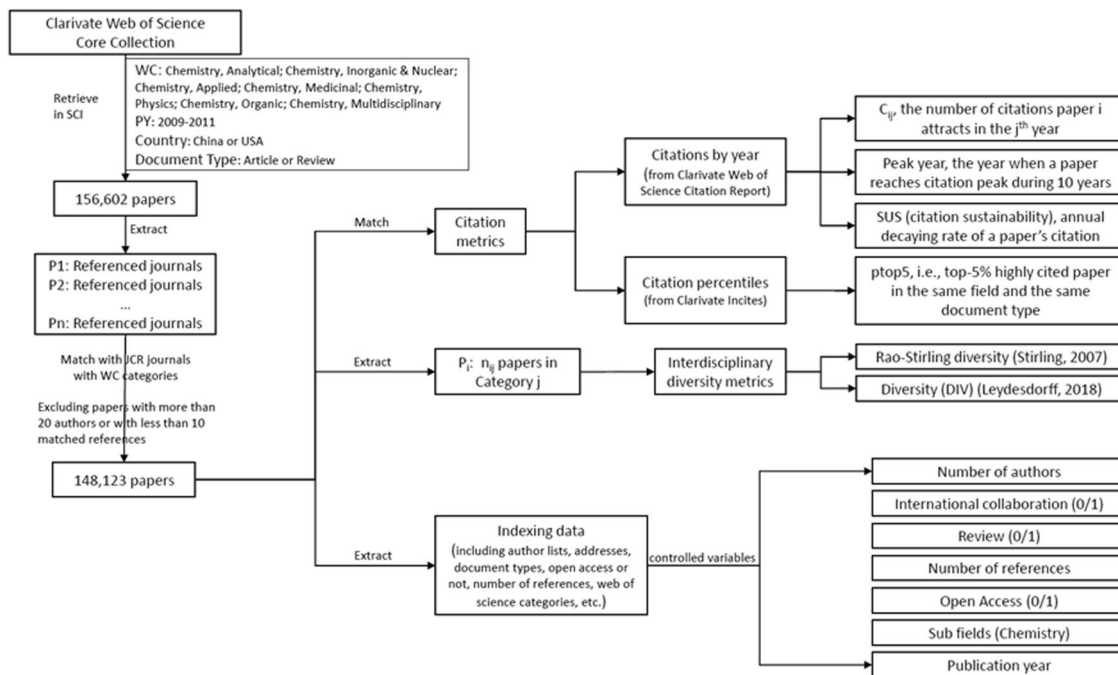 Clarivate Web of Science
Core Collection
Retrieve
in SCI
WC: Chemistry, Analytical; Chemistry, Inorganic & Nuclear;
Chemistry, Applied; Chemistry, Medicinal; Chemistry,
Physics; Chemistry, Organic; Chemistry, Multidisciplinary
PY: 2009-2011
Country: China or USA
Document Type: Article or Review
156,602 papers
Extract
P1: Referenced journals
P2: Referenced journals
...
Pn: Referenced journals
Match with JCR journals
with WC categories
Excluding papers with more than
20 authors or with less than 10
matched references
148,123 papers
Match
Citation
metrics
Citations by year
(from Clarivate Web of
Science Citation Report)
Cij, the number of citations paper i
attracts in the jth year
Peak year, the year when a paper
reaches citation peak during 10 years
SUS (citation sustainability), annual
decaying rate of a paper's citation
Citation percentiles
(from Clarivate Incites)
ptop5, i.e., top-5% highly cited paper
in the same field and the same
document type
Extract
Pi: nij papers in
Category j
Interdisciplinary
diversity metrics
Rao-Stirling diversity (Stirling, 2007)
Diversity (DIV) (Leydesdorff, 2018)
Extract
Indexing data
(including author lists, addresses,
document types, open access or
not, number of references, web of
science categories, etc.)
controlled variables
Number of authors
International collaboration (0/1)
Review (0/1)
Number of references
Open Access (0/1)
Sub fields (Chemistry)
Publication year